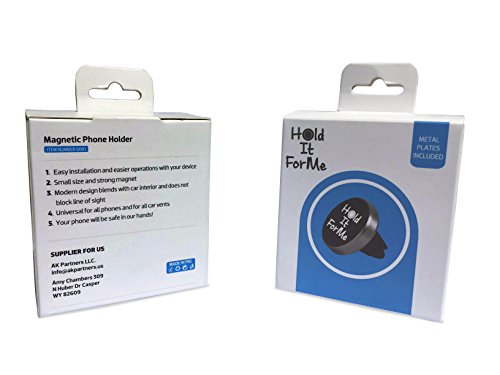 Magnetic Phone Holder
ITEM NUMBER 0001
1. Easy installation and easier operations with your device
2. Small size and strong magnet
3. Modern design blends with car interior and does not
block line of sight
4. Universal for all phones and for all car vents
5. Your phone will be safe in our hands!
SUPPLIER FOR US
AK Partners LLC.
info@akpartners.us
Amy Chambers 309
N Huber Dr Casper
WY 82609
MADE IN P.R.C
Hold
It
ForMe
METAL
PLATES
INCLUDED
Hold
It
ForMe